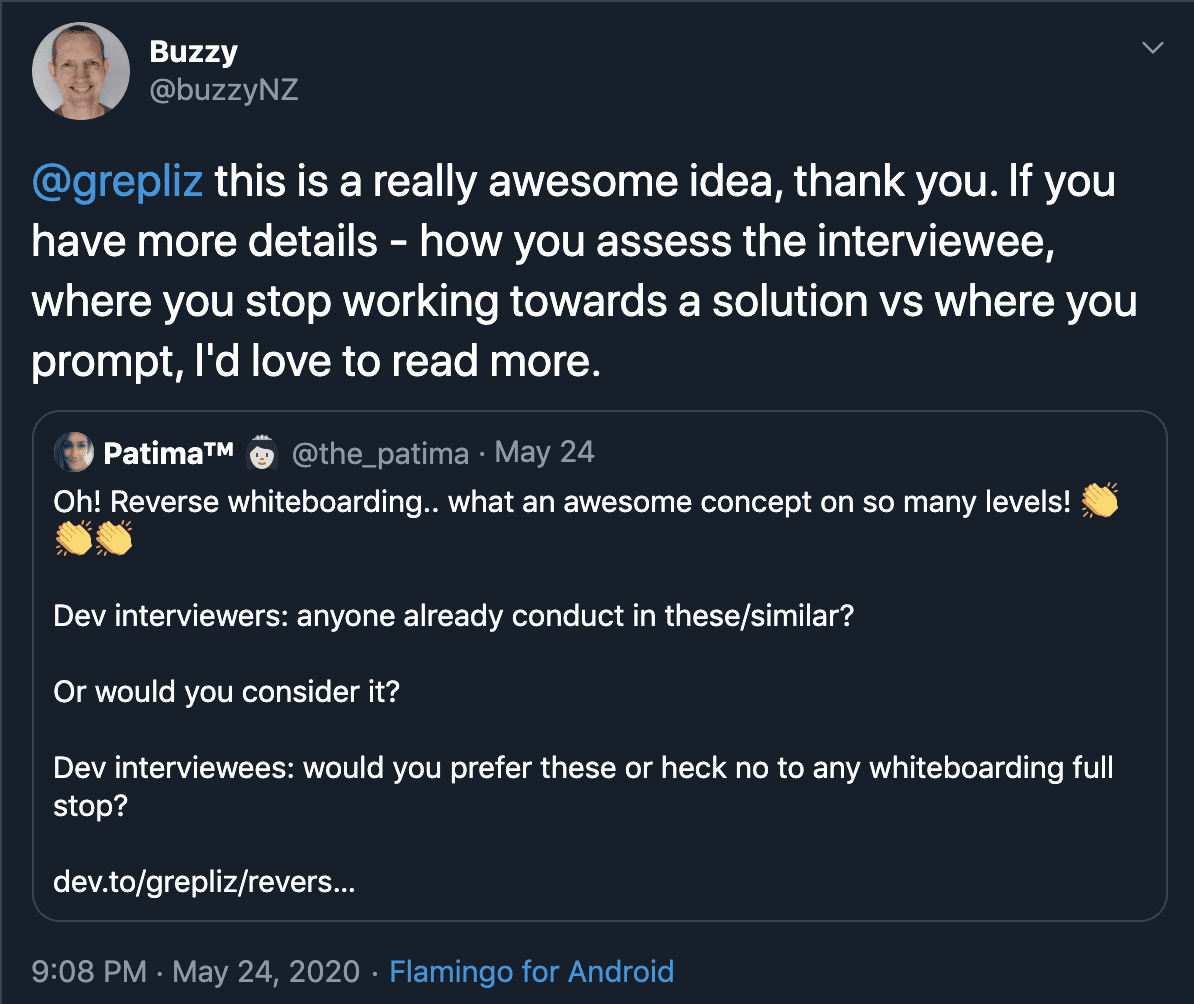 Buzzy
@buzzyNZ
@grepliz this is a really awesome idea, thank you. If you
have more details - how you assess the interviewee,
where you stop working towards a solution vs where you
prompt, I'd love to read more.
Patima™ 👸🏻 @the_patima · May 24
Oh! Reverse whiteboarding.. what an awesome concept on so many levels! 👏
👏👏
Dev interviewers: anyone already conduct in these/similar?
Or would you consider it?
Dev interviewees: would you prefer these or heck no to any whiteboarding full
stop?
dev.to/grepliz/revers...
9:08 PM · May 24, 2020 · Flamingo for Android